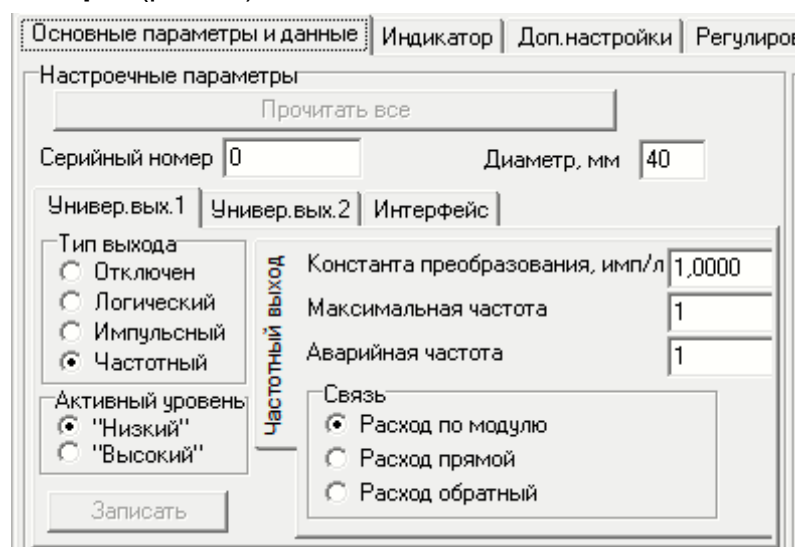 Основные параметры и данные Индикатор Доп.настройки
Настроечные параметры
Прочитать все
Серийный номер 0 Диаметр, мм 40
Универ.вых.1 Универ.вых.2 Интерфейс
Тип выхода
Отключен
Логический
Импульсный
Частотный
Активный уровень
"Низкий"
"Высокий"
Записать
Частотный выход
Константа преобразования, имп/л 1,0000
Максимальная частота 1
Аварийная частота 1
Связь
Расход по модулю
Расход прямой
Расход обратный